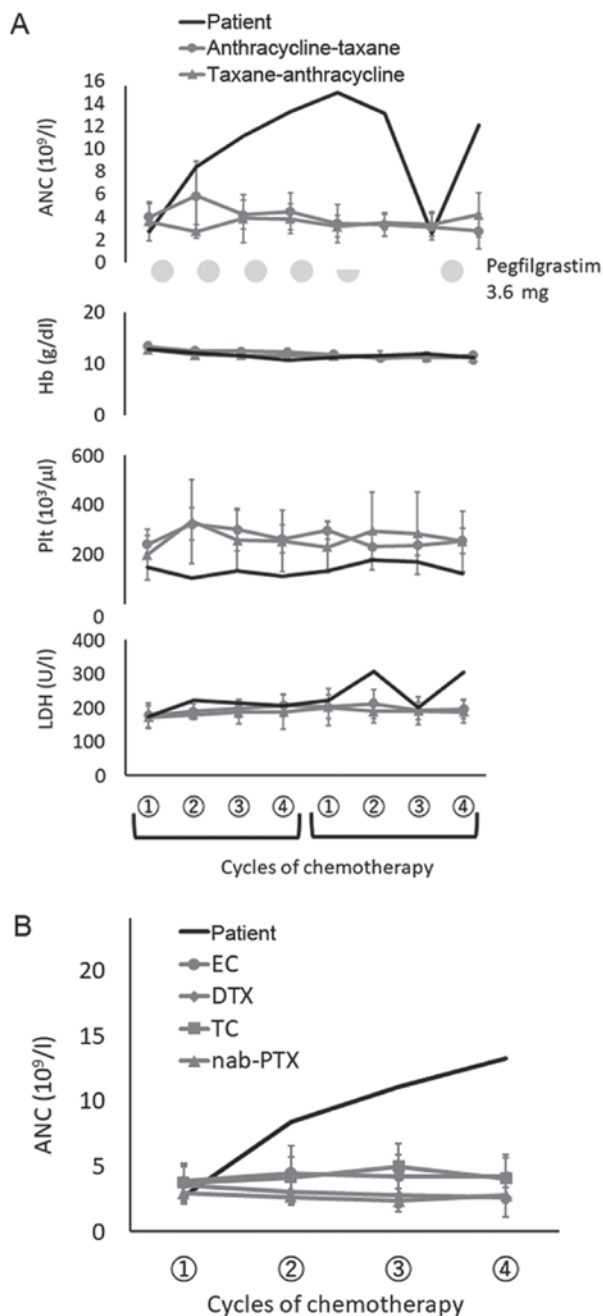 A
Patient
Anthracycline-taxane
Taxane-anthracycline
ANC (10⁹/l)
16
14
12
10
8
6
4
2
0
Pegfilgrastim
3.6 mg
Hb (g/dl)
20
10
0
Plt (10³/μl)
600
400
200
0
LDH (U/l)
400
300
200
100
0
① ② ③ ④ ① ② ③ ④
Cycles of chemotherapy
B
Patient
EC
DTX
TC
nab-PTX
ANC (10⁹/l)
20
15
10
5
0
① ② ③ ④
Cycles of chemotherapy